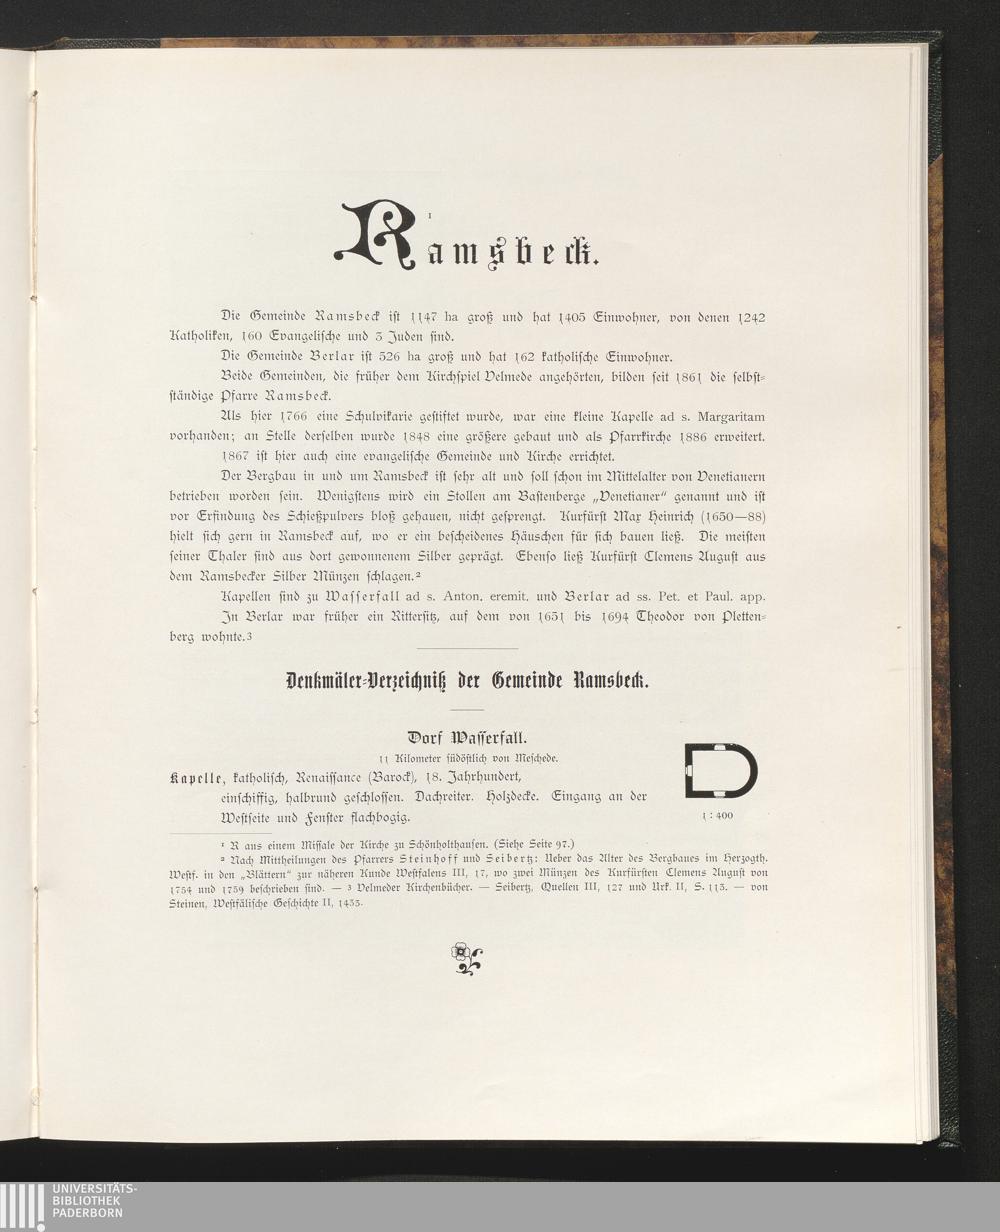 Ramsbeck.¹
Die Gemeinde Ramsbeck ist 1147 ha groß und hat 1405 Einwohner, von denen 1242
Katholiken, 160 Evangelische und 3 Juden sind.
Die Gemeinde Berlar ist 526 ha groß und hat 162 katholische Einwohner.
Beide Gemeinden, die früher dem Kirchspiel Velmede angehörten, bilden seit 1861 die selbst-
ständige Pfarre Ramsbeck.
Als hier 1766 eine Schulvikarie gestiftet wurde, war eine kleine Kapelle ad s. Margaritam
vorhanden; an Stelle derselben wurde 1848 eine größere gebaut und als Pfarrkirche 1886 erweitert.
1867 ist hier auch eine evangelische Gemeinde und Kirche errichtet.
Der Bergbau in und um Ramsbeck ist sehr alt und soll schon im Mittelalter von Venetianern
betrieben worden sein. Wenigstens wird ein Stollen am Bastenberge „Venetianer“ genannt und ist
vor Erfindung des Schießpulvers bloß gehauen, nicht gesprengt. Kurfürst Max Heinrich (1650—88)
hielt sich gern in Ramsbeck auf, wo er ein bescheidenes Häuschen für sich bauen ließ. Die meisten
seiner Thaler sind aus dort gewonnenem Silber geprägt. Ebenso ließ Kurfürst Clemens August aus
dem Ramsbecker Silber Münzen schlagen.²
Kapellen sind zu Wasserfall ad s. Anton. eremit. und Berlar ad ss. Pet. et Paul. app.
In Berlar war früher ein Rittersitz, auf dem von 1651 bis 1694 Theodor von Pletten-
berg wohnte.³
Denkmäler-Verzeichniß der Gemeinde Ramsbeck.
Dorf Wasserfall.
11 Kilometer südöstlich von Meschede.
Kapelle, katholisch, Renaissance (Barock), 18. Jahrhundert,
einschiffig, halbrund geschlossen. Dachreiter. Holzdecke. Eingang an der
Westseite und Fenster flachbogig.
1 : 400
¹ R aus einem Missale der Kirche zu Schönholthausen. (Siehe Seite 97.)
² Nach Mittheilungen des Pfarrers Steinhoff und Seibertz: Ueber das Alter des Bergbaues im Herzogth.
Westf. in den „Blättern“ zur näheren Kunde Westfalens III, 17, wo zwei Münzen des Kurfürsten Clemens August von
1754 und 1759 beschrieben sind. — ³ Velmeder Kirchenbücher. — Seibertz, Quellen III, 127 und Urk. II, S. 113. — von
Steinen, Westfälische Geschichte II, 1435.
UNIVERSITÄTS-
BIBLIOTHEK
PADERBORN